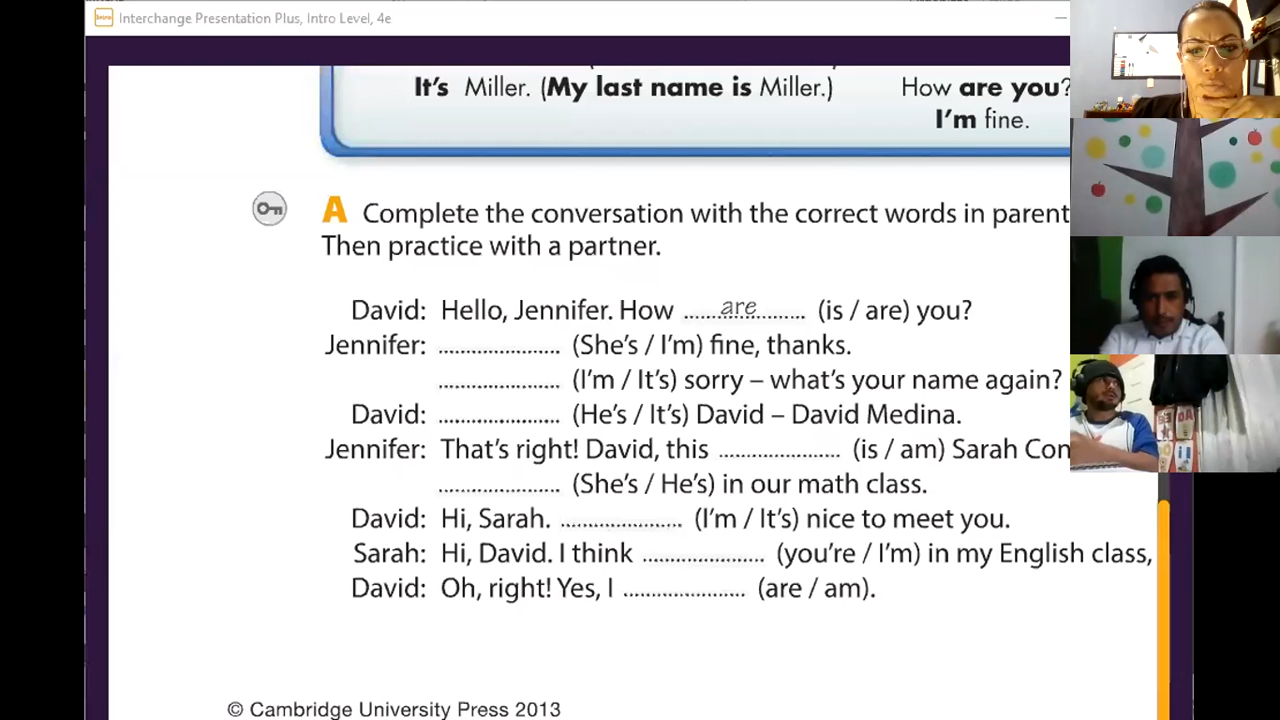 Interchange Presentation Plus, Intro Level, 4e
It's Miller. (My last name is Miller.) How are you?
I'm fine.
A Complete the conversation with the correct words in parent
Then practice with a partner.
David: Hello, Jennifer. How ......are......... (is / are) you?
Jennifer: ...................... (She's / I'm) fine, thanks.
...................... (I'm / It's) sorry – what's your name again?
David: ...................... (He's / It's) David – David Medina.
Jennifer: That's right! David, this ...................... (is / am) Sarah Con
...................... (She's / He's) in our math class.
David: Hi, Sarah. ...................... (I'm / It's) nice to meet you.
Sarah: Hi, David. I think ...................... (you're / I'm) in my English class,
David: Oh, right! Yes, I ...................... (are / am).
© Cambridge University Press 2013